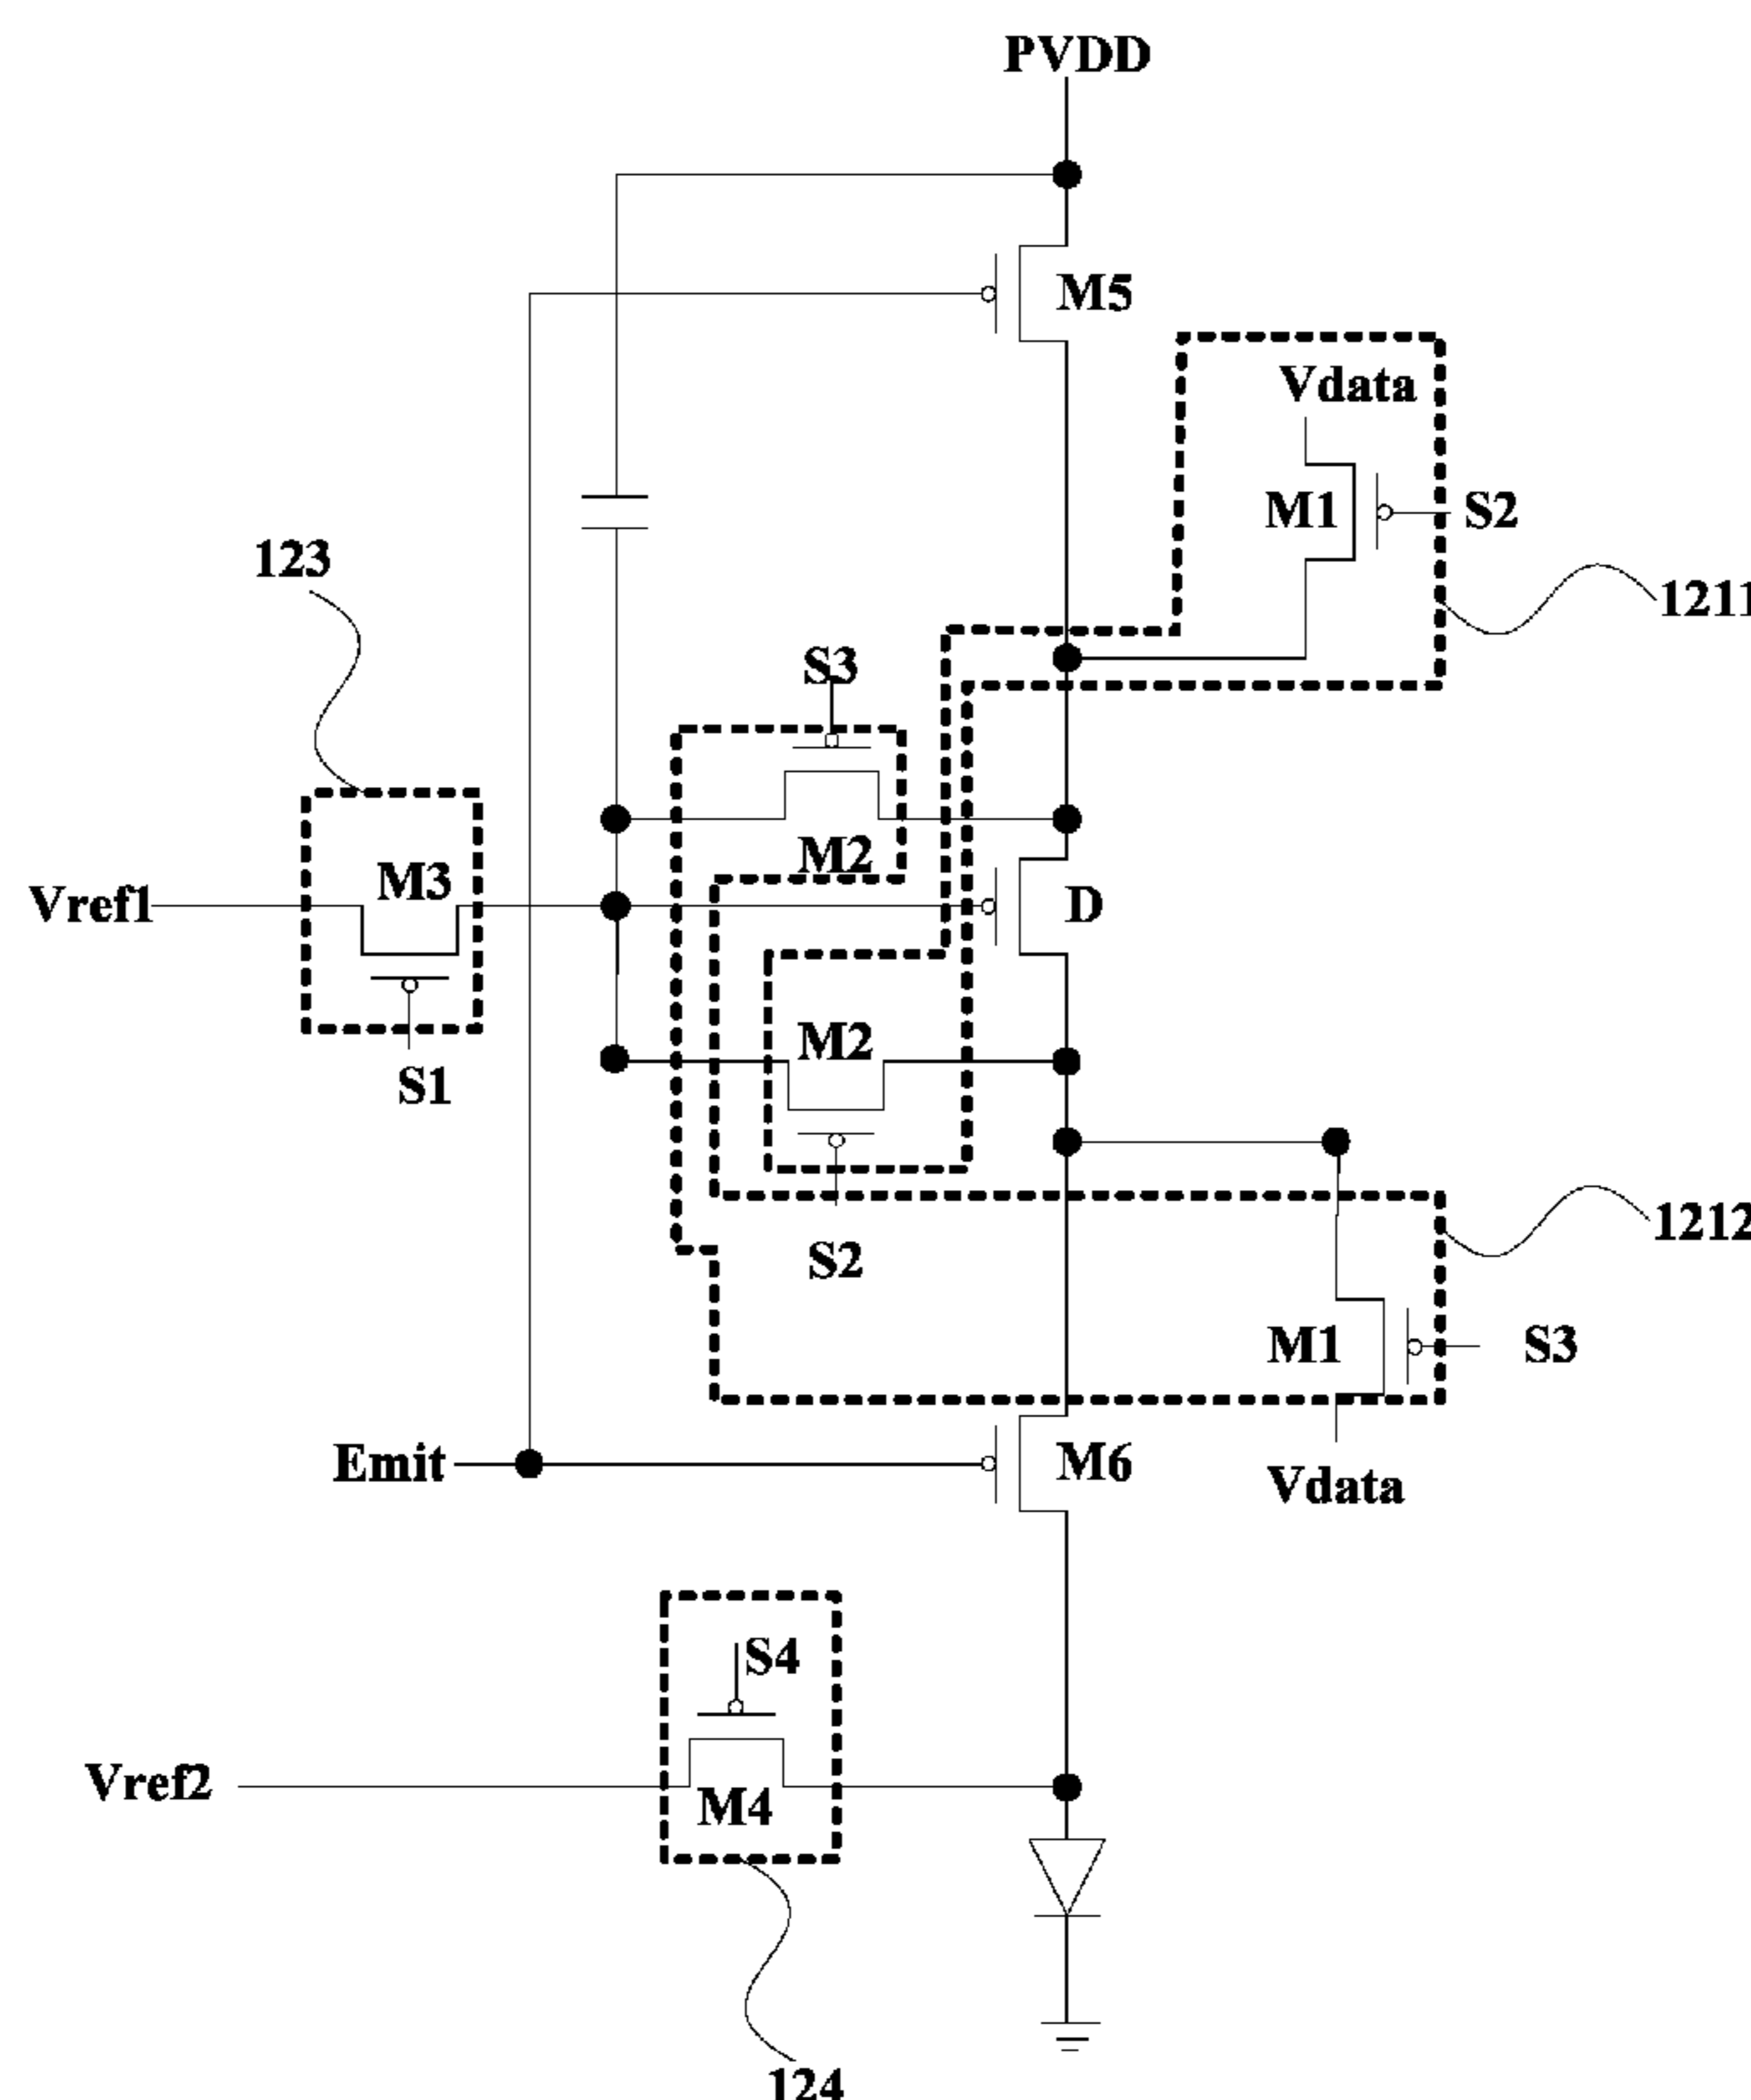 PVDD
M5
Vdata
M1
S2
123
1211
S3
M2
M3
Vref1
D
M2
S1
S2
1212
M1
S3
Emit
M6
Vdata
S4
Vref2
M4
124